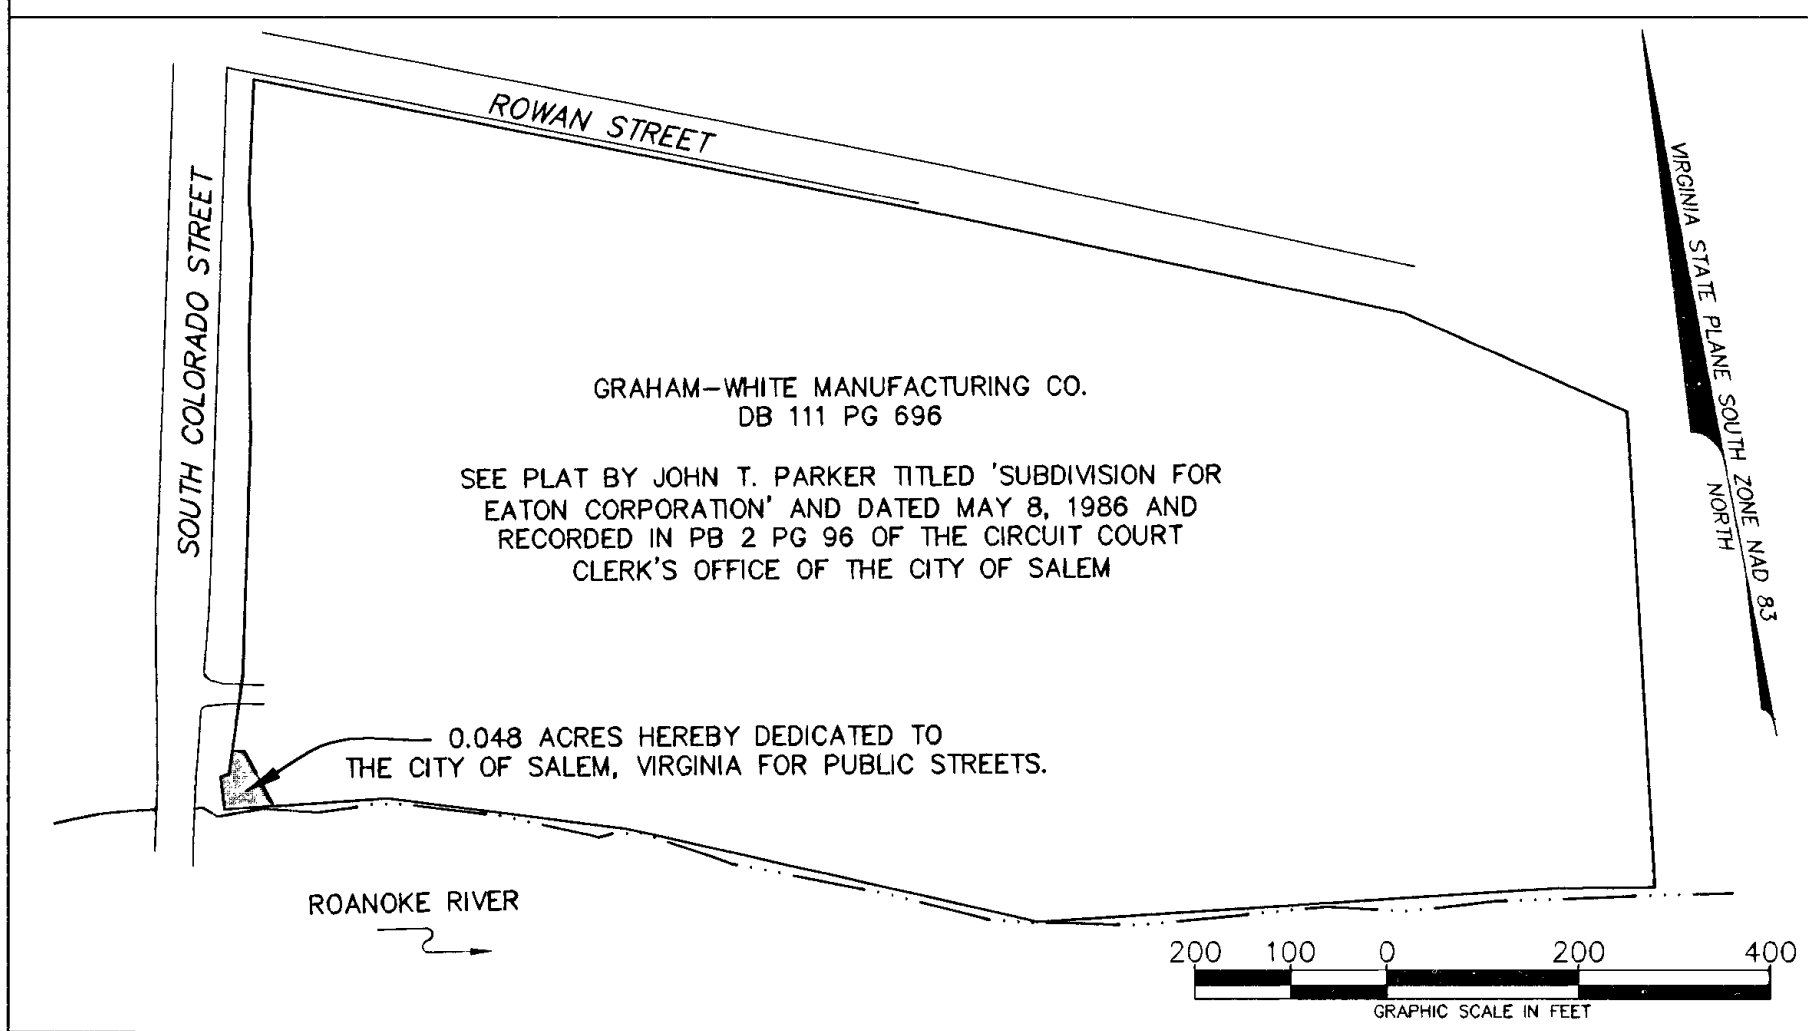 ROWAN STREET
SOUTH COLORADO STREET
VIRGINIA STATE PLANE SOUTH ZONE NAD 83
NORTH
GRAHAM-WHITE MANUFACTURING CO.
DB 111 PG 696
SEE PLAT BY JOHN T. PARKER TITLED 'SUBDIVISION FOR
EATON CORPORATION' AND DATED MAY 8, 1986 AND
RECORDED IN PB 2 PG 96 OF THE CIRCUIT COURT
CLERK'S OFFICE OF THE CITY OF SALEM
0.048 ACRES HEREBY DEDICATED TO
THE CITY OF SALEM, VIRGINIA FOR PUBLIC STREETS.
ROANOKE RIVER
200 100 0 200 400
GRAPHIC SCALE IN FEET